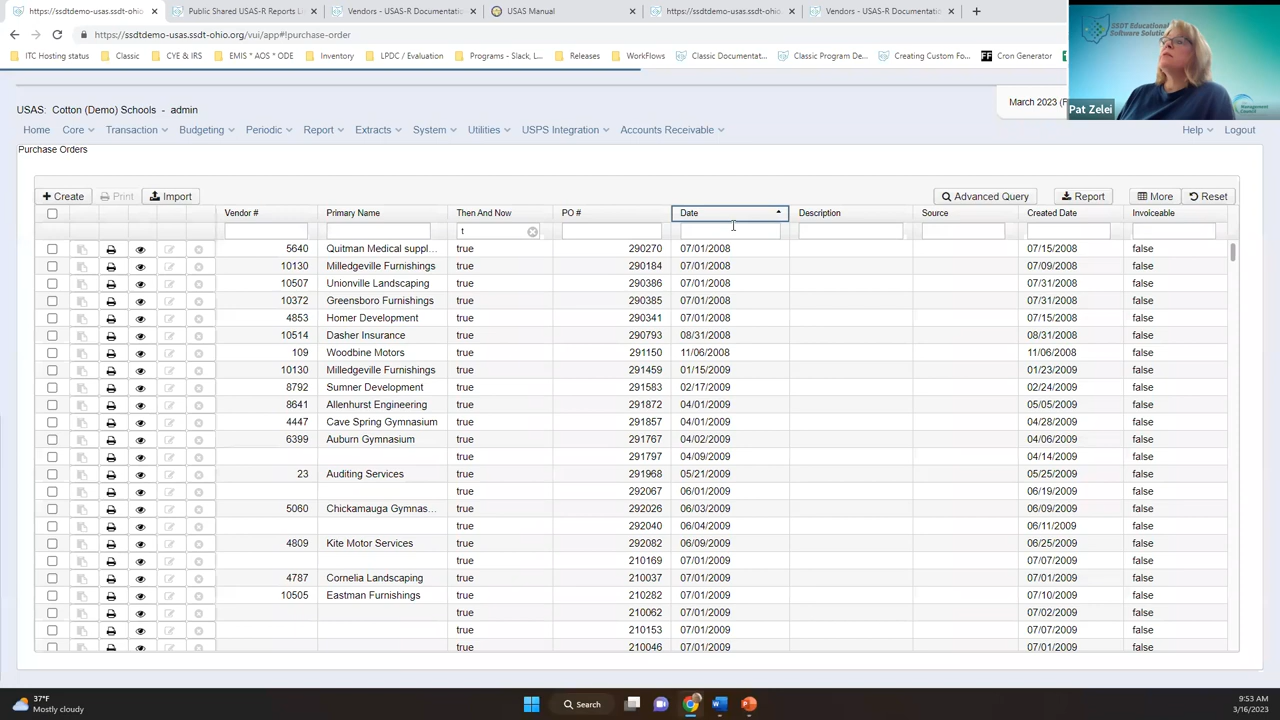 https://ssdtdemo-usas.ssdt-ohio
Public Shared USAS-R Reports Li
Vendors - USAS-R Documentation
USAS Manual
https://ssdtdemo-usas.ssdt-ohio
Vendors - USAS-R Documentation
https://ssdtdemo-usas.ssdt-ohio.org/vui/app#!purchase-order
ITC Hosting status
Classic
CYE & IRS
EMIS * AOS * ODE
Inventory
LPDC / Evaluation
Programs - Slack, L...
Releases
WorkFlows
Classic Documentat...
Classic Program De...
Creating Custom Fo...
FF
Cron Generator
SSDT Educational
Software Solutio
Management
Council
Pat Zelei
USAS: Cotton (Demo) Schools - admin
March 2023
Home
Core
Transaction
Budgeting
Periodic
Report
Extracts
System
Utilities
USPS Integration
Accounts Receivable
Help
Logout
Purchase Orders
Create
Print
Import
Advanced Query
Report
More
Reset
Vendor # Primary Name Then And Now PO # Date Description Source Created Date Invoiceable
t
5640 Quitman Medical suppl... true 290270 07/01/2008 07/15/2008 false
10130 Milledgeville Furnishings true 290184 07/01/2008 07/09/2008 false
10507 Unionville Landscaping true 290386 07/01/2008 07/31/2008 false
10372 Greensboro Furnishings true 290385 07/01/2008 07/31/2008 false
4853 Homer Development true 290341 07/01/2008 07/15/2008 false
10514 Dasher Insurance true 290793 08/31/2008 08/31/2008 false
109 Woodbine Motors true 291150 11/06/2008 11/06/2008 false
10130 Milledgeville Furnishings true 291459 01/15/2009 01/23/2009 false
8792 Sumner Development true 291583 02/17/2009 02/24/2009 false
8641 Allenhurst Engineering true 291872 04/01/2009 05/05/2009 false
4447 Cave Spring Gymnasium true 291857 04/01/2009 04/28/2009 false
6399 Auburn Gymnasium true 291767 04/02/2009 04/06/2009 false
true 291797 04/09/2009 04/14/2009 false
23 Auditing Services true 291968 05/21/2009 05/25/2009 false
true 292067 06/01/2009 06/19/2009 false
5060 Chickamauga Gymnas... true 292026 06/03/2009 06/09/2009 false
true 292040 06/04/2009 06/11/2009 false
4809 Kite Motor Services true 292082 06/09/2009 06/25/2009 false
true 210169 07/01/2009 07/07/2009 false
4787 Cornelia Landscaping true 210037 07/01/2009 07/01/2009 false
10505 Eastman Furnishings true 210282 07/01/2009 07/10/2009 false
true 210062 07/01/2009 07/02/2009 false
true 210153 07/01/2009 07/07/2009 false
true 210046 07/01/2009 07/01/2009 false
37°F
Mostly cloudy
Search
9:53 AM
3/16/2023